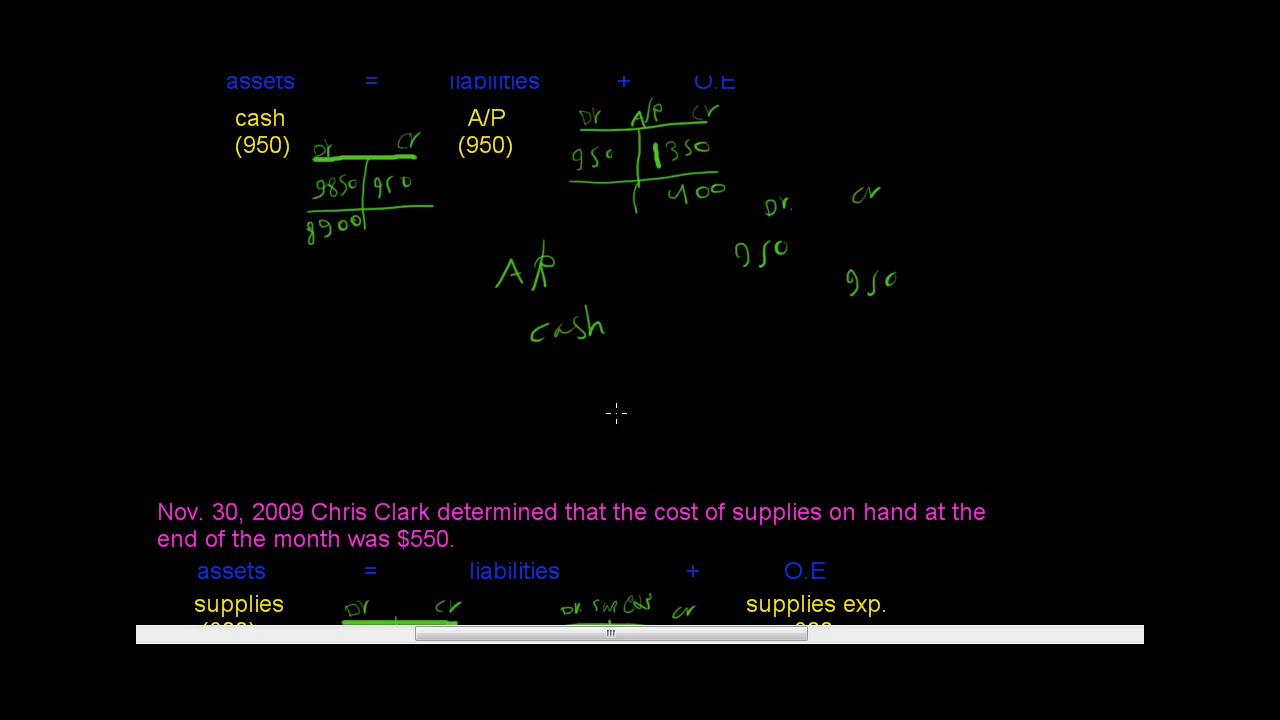 assets = liabilities + O.E
cash A/P Dr A/P Cr
(950) (950) 950 1350
Dr Cr 400
9850 950
8900
Dr. Cr
950
A/P 950
cash
Nov. 30, 2009 Chris Clark determined that the cost of supplies on hand at the
end of the month was $550.
assets = liabilities + O.E
supplies Dr Cr Dr. Cr supplies exp.